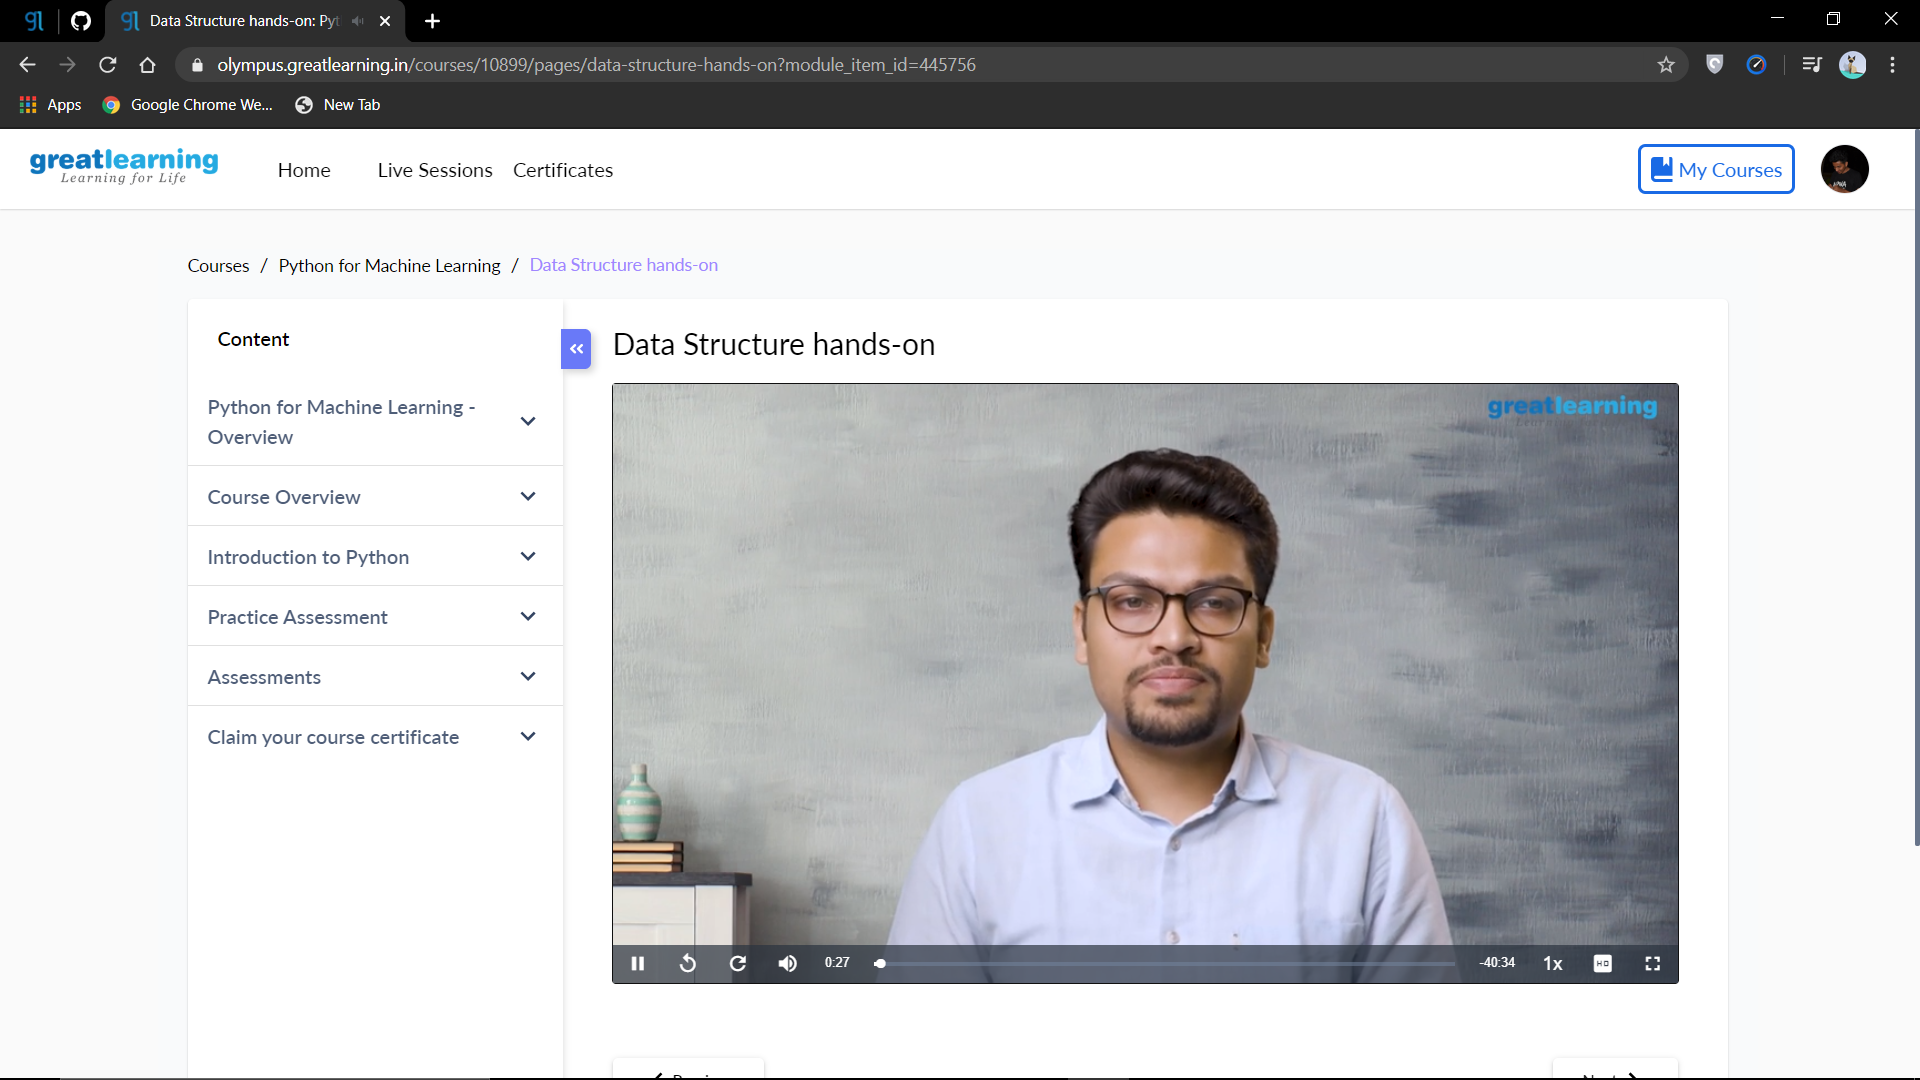 Data Structure hands-on: Pyt
olympus.greatlearning.in/courses/10899/pages/data-structure-hands-on?module_item_id=445756
Apps
Google Chrome We...
New Tab
greatlearning
Learning for Life
Home
Live Sessions
Certificates
My Courses
Courses / Python for Machine Learning / Data Structure hands-on
Content
Python for Machine Learning -
Overview
Course Overview
Introduction to Python
Practice Assessment
Assessments
Claim your course certificate
Data Structure hands-on
greatlearning
0:27
-40:34
1x
HD